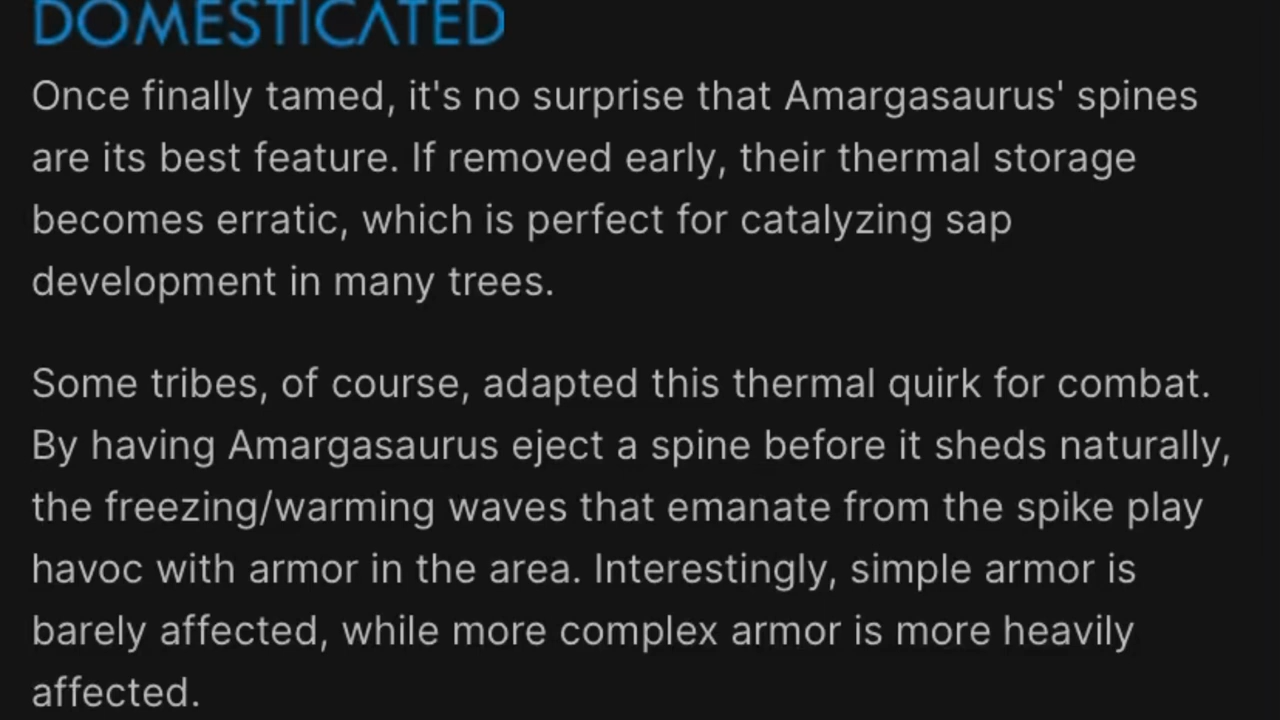 DOMESTICATED
Once finally tamed, it's no surprise that Amargasaurus' spines
are its best feature. If removed early, their thermal storage
becomes erratic, which is perfect for catalyzing sap
development in many trees.
Some tribes, of course, adapted this thermal quirk for combat.
By having Amargasaurus eject a spine before it sheds naturally,
the freezing/warming waves that emanate from the spike play
havoc with armor in the area. Interestingly, simple armor is
barely affected, while more complex armor is more heavily
affected.